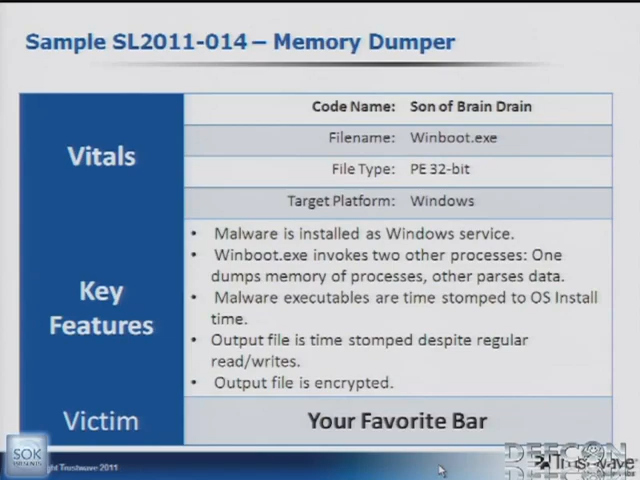 Sample SL2011-014 – Memory Dumper
Vitals
Code Name: Son of Brain Drain
Filename: Winboot.exe
File Type: PE 32-bit
Target Platform: Windows
Key
Features
• Malware is installed as Windows service.
• Winboot.exe invokes two other processes: One
dumps memory of processes, other parses data.
• Malware executables are time stomped to OS Install
time.
• Output file is time stomped despite regular
read/writes.
• Output file is encrypted.
Victim
Your Favorite Bar
SOK
Trustwave 2011
DEFCON
Trustwave